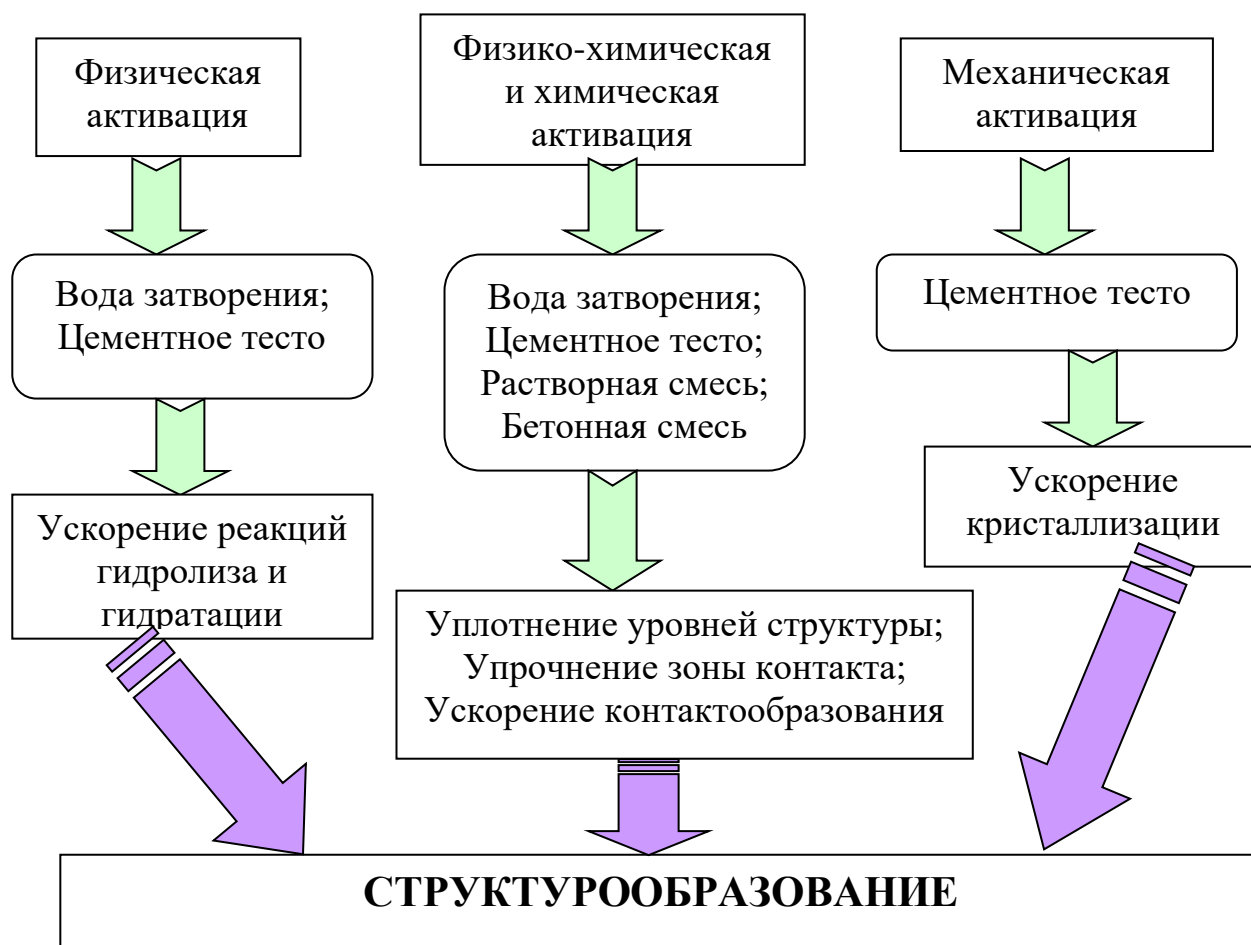 Физическая
активация
Физико-химическая
и химическая
активация
Механическая
активация
Вода затворения;
Цементное тесто
Вода затворения;
Цементное тесто;
Растворная смесь;
Бетонная смесь
Цементное тесто
Ускорение реакций
гидролиза и
гидратации
Уплотнение уровней структуры;
Упрочнение зоны контакта;
Ускорение контактообразования
Ускорение
кристаллизации
СТРУКТУРООБРАЗОВАНИЕ